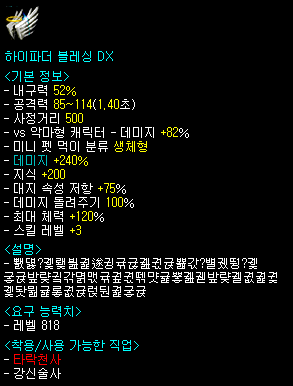 하이파더 블레싱 DX
<기본 정보>
- 내구력 52%
- 공격력 85~114(1.40초)
- 사정거리 500
- vs 악마형 캐릭터 - 데미지 +82%
- 미니 펫 먹이 분류 생체형
- 데미지 +240%
- 지식 +200
- 대지 속성 저항 +75%
- 데미지 돌려주기 100%
- 최대 체력 +120%
- 스킬 레벨 +3
<설명>
<요구 능력치>
- 레벨 818
<착용/사용 가능한 직업>
- 타락천사
- 강신술사